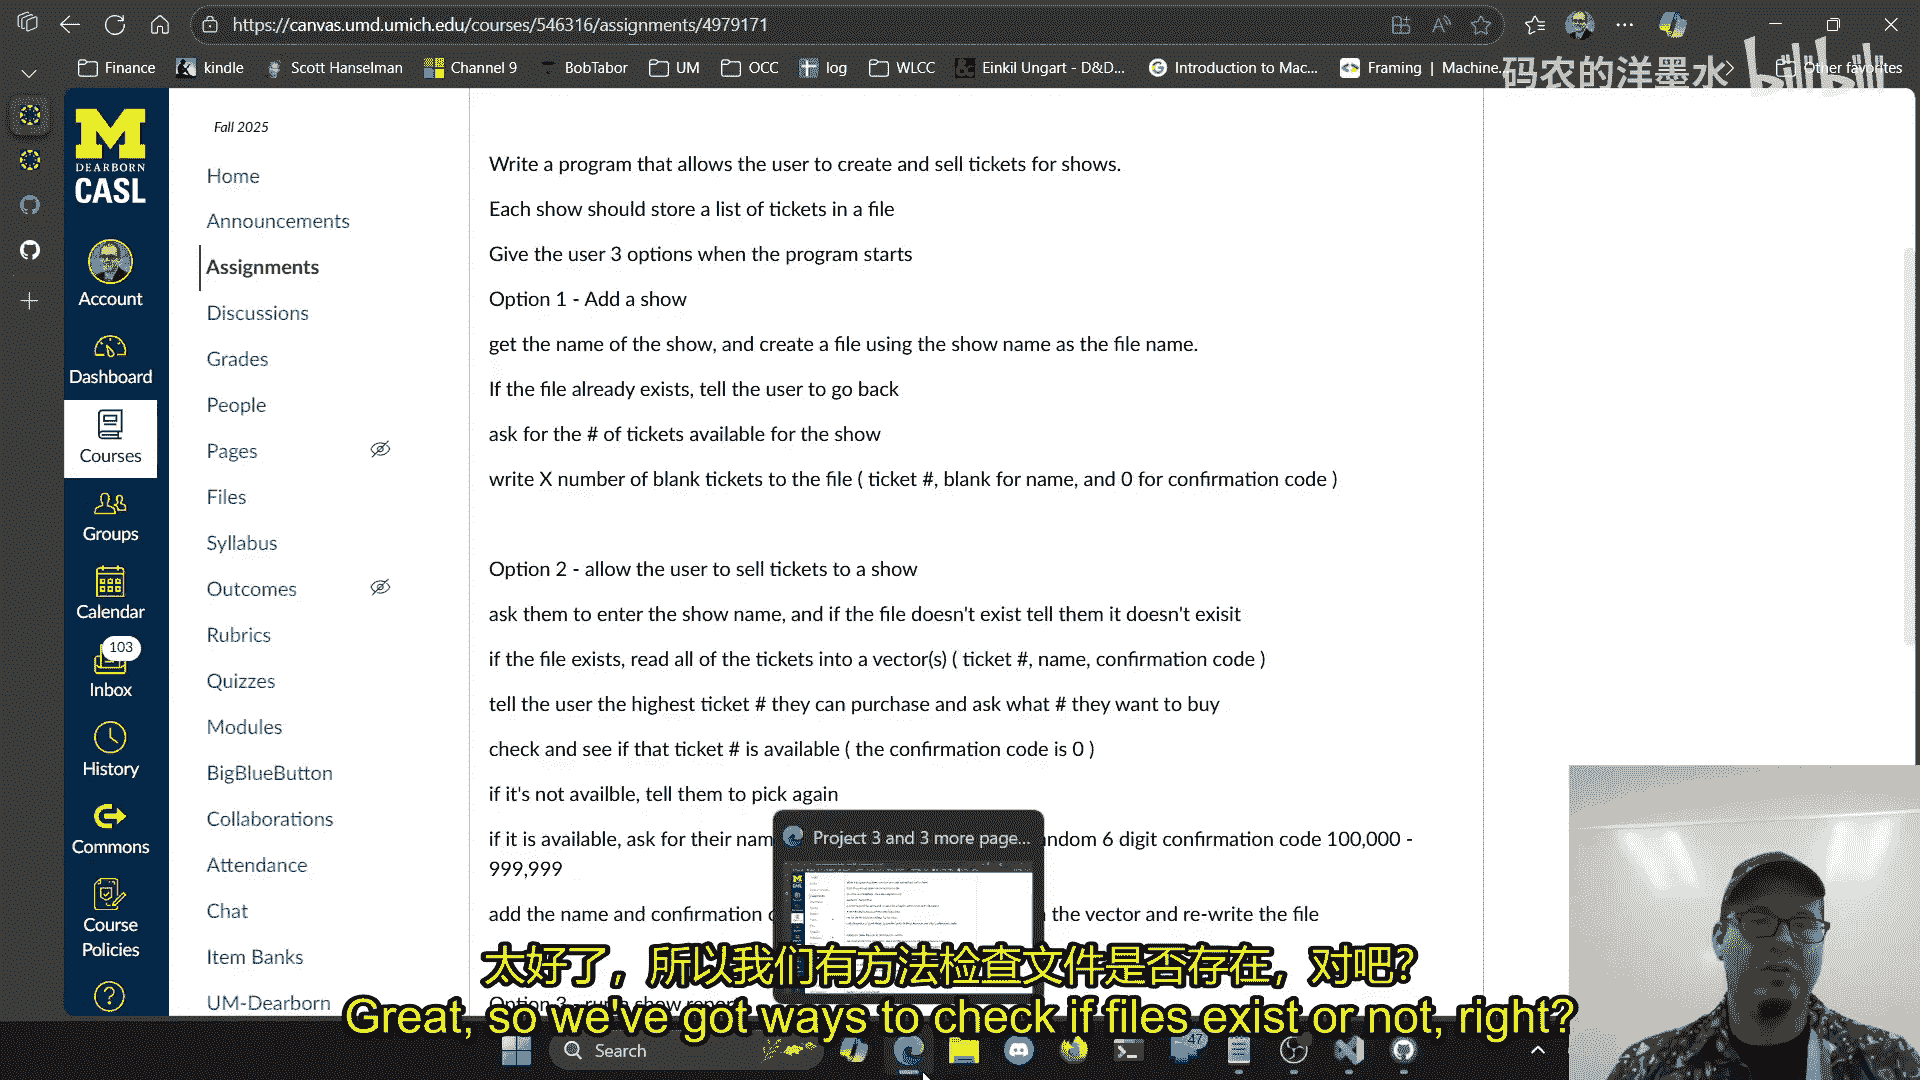 https://canvas.umd.umich.edu/courses/546316/assignments/4979171
Finance
kindle
Scott Hanselman
Channel 9
BobTabor
UM
OCC
log
WLCC
Einkil Ungart - D&D...
Introduction to Mac...
Framing | Machine...
Other favorites
码农的洋墨水
bilibili
M
DEARBORN
CASL
Account
Dashboard
Courses
Groups
Calendar
103
Inbox
History
Commons
Course
Policies
Fall 2025
Home
Announcements
Assignments
Discussions
Grades
People
Pages
Files
Syllabus
Outcomes
Rubrics
Quizzes
Modules
BigBlueButton
Collaborations
Attendance
Chat
Item Banks
UM-Dearborn
Write a program that allows the user to create and sell tickets for shows.
Each show should store a list of tickets in a file
Give the user 3 options when the program starts
Option 1 - Add a show
get the name of the show, and create a file using the show name as the file name.
If the file already exists, tell the user to go back
ask for the # of tickets available for the show
write X number of blank tickets to the file ( ticket #, blank for name, and 0 for confirmation code )
Option 2 - allow the user to sell tickets to a show
ask them to enter the show name, and if the file doesn't exist tell them it doesn't exisit
if the file exists, read all of the tickets into a vector(s) ( ticket #, name, confirmation code )
tell the user the highest ticket # they can purchase and ask what # they want to buy
check and see if that ticket # is available ( the confirmation code is 0 )
if it's not availble, tell them to pick again
if it is available, ask for their nam ndom 6 digit confirmation code 100,000 -
999,999
add the name and confirmation the vector and re-write the file
Option 3 - run a show report
Project 3 and 3 more page...
太好了，所以我们有方法检查文件是否存在，对吧？
Great, so we've got ways to check if files exist or not, right?
Search
47